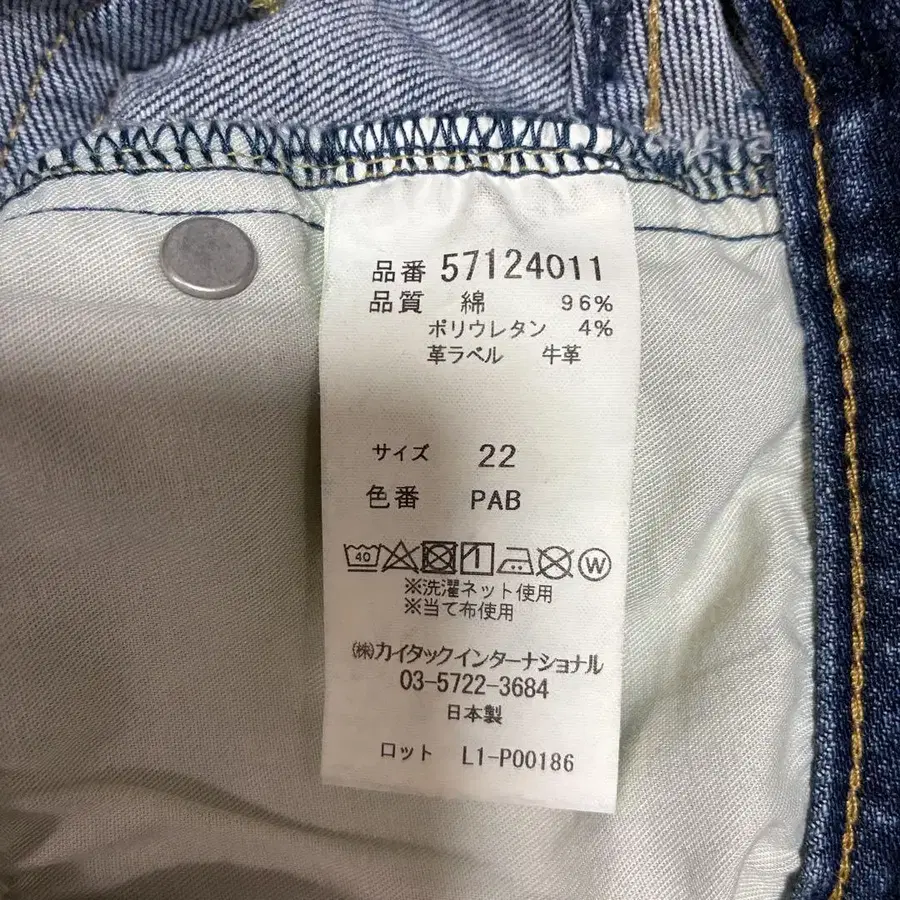 品番 57124011
品質 綿 96%
ポリウレタン 4%
革ラベル 牛革
サイズ 22
色番 PAB
40 W
※洗濯ネット使用
※当て布使用
㈱カイタックインターナショナル
03-5722-3684
日本製
ロット L1-P00186